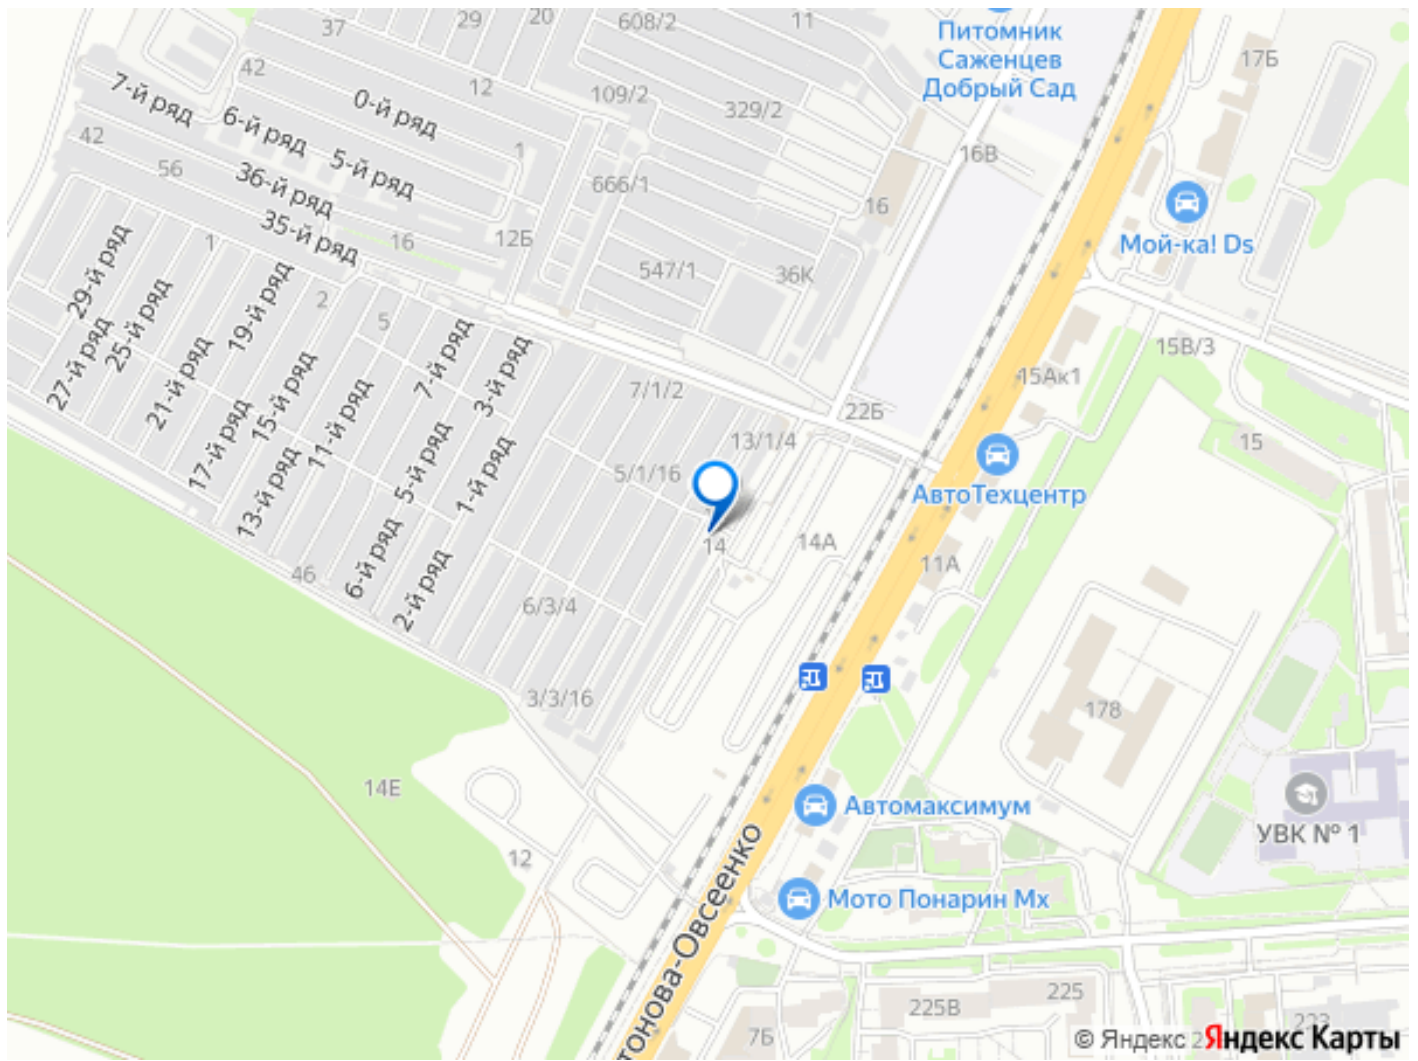 37
29
20
608/2
11
Питомник
Саженцев
Добрый Сад
17Б
42
12
109/2
329/2
7-й ряд
0-й ряд
6-й ряд
5-й ряд
1
16В
42
56
36-й ряд
35-й ряд
666/1
16
16
12Б
Мой-ка! Ds
1
547/1
36К
29-й ряд
25-й ряд
19-й ряд
2
5
27-й ряд
21-й ряд
15-й ряд
7-й ряд
3-й ряд
15В/3
15Ак1
7/1/2
22Б
17-й ряд
13-й ряд
11-й ряд
5-й ряд
1-й ряд
13/1/4
15
5/1/16
АвтоТехцентр
14
14А
11А
46
6-й ряд
2-й ряд
6/3/4
3/3/16
178
14Е
Автомаксимум
УВК № 1
12
Мото Понарин Мх
тонова-Овсеенко
225В
225
7Б
223
© Яндекс
Яндекс Карты